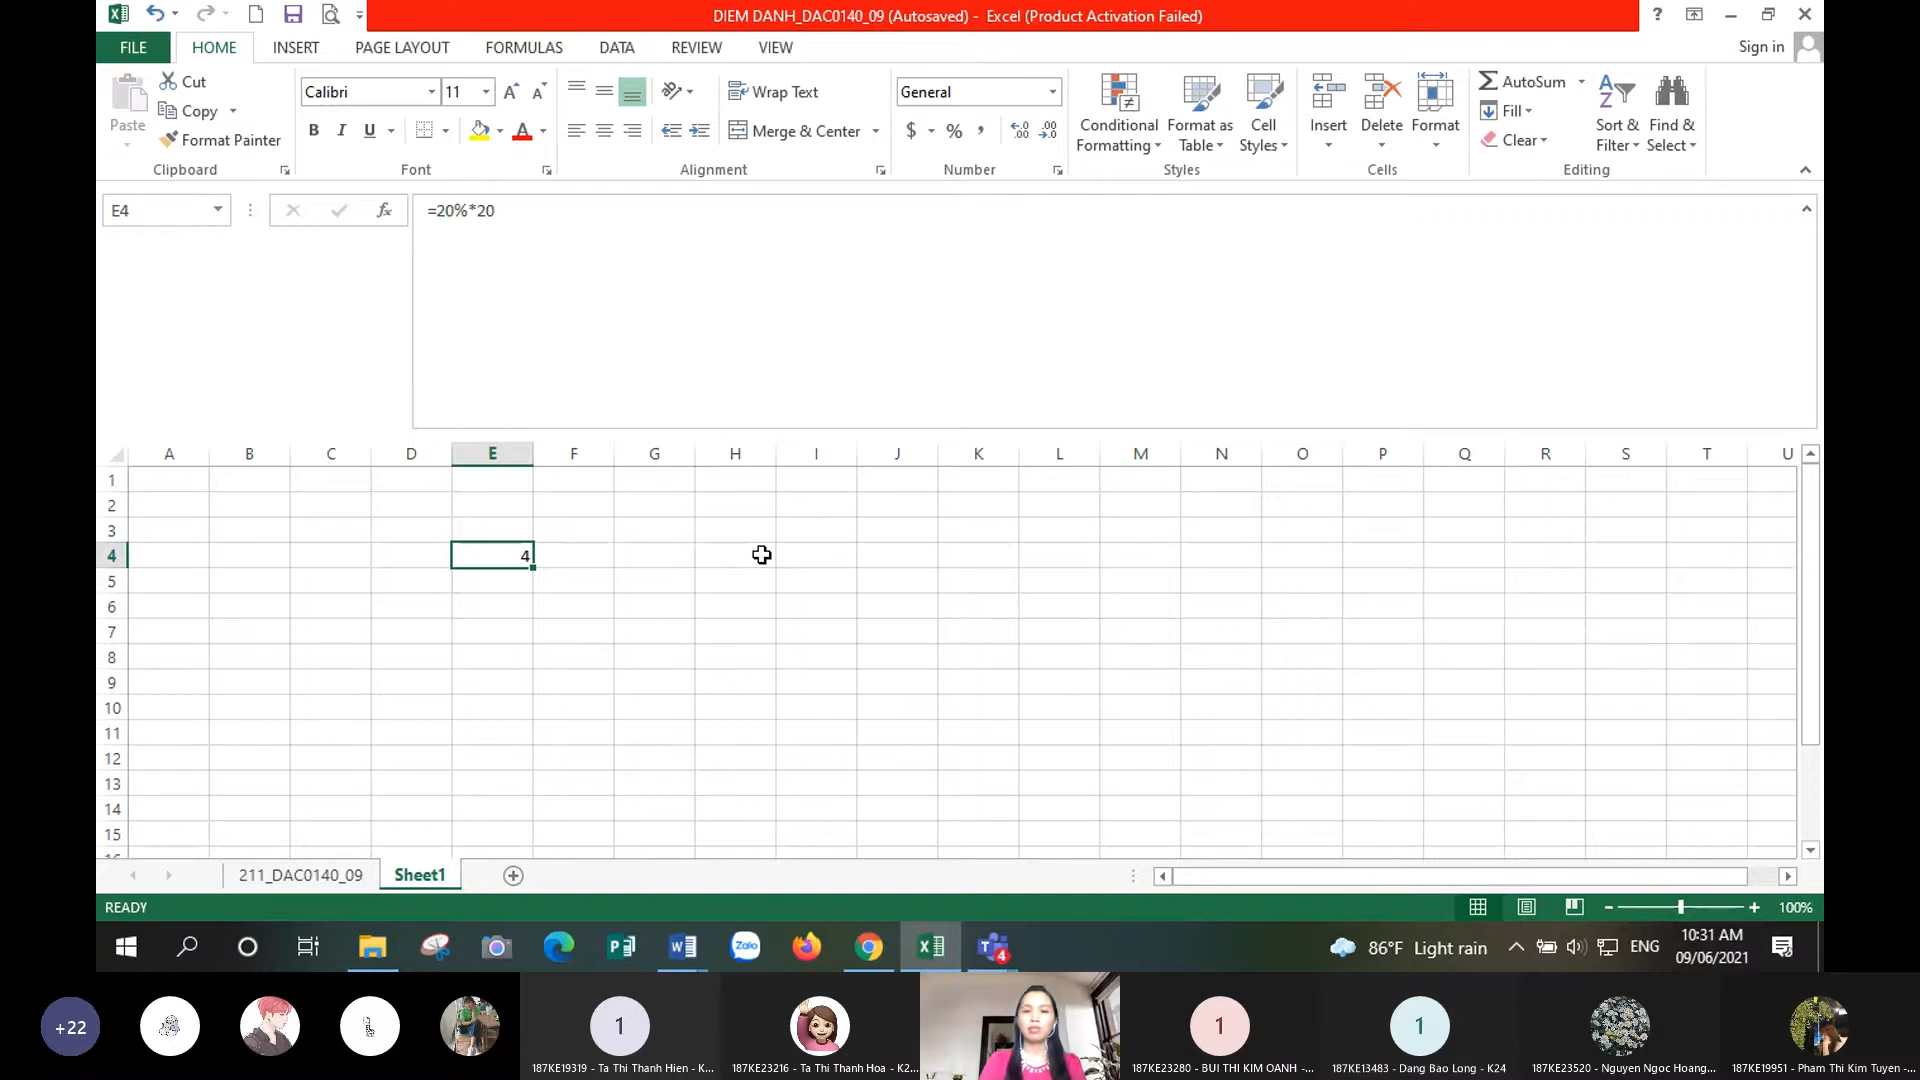 DIEM DANH_DAC0140_09 (Autosaved) - Excel (Product Activation Failed)
?
FILE HOME INSERT PAGE LAYOUT FORMULAS DATA REVIEW VIEW Sign in
Paste
Cut
Copy
Format Painter
Clipboard
Calibri 11
B I U
Font
Wrap Text
Merge & Center
Alignment
General
$ % ,
Number
Conditional Formatting
Format as Table
Cell Styles
Styles
Insert
Delete
Format
Cells
AutoSum
Fill
Clear
Sort & Filter
Find & Select
Editing
E4
fx
=20%*20
A B C D E F G H I J K L M N O P Q R S T U
1
2
3
4 4
5
6
7
8
9
10
11
12
13
14
15
211_DAC0140_09 Sheet1
READY 100%
Zalo
4
86°F Light rain
ENG
10:31 AM
09/06/2021
+22
1
1
1
187KE19319 - Ta Thi Thanh Hien - K...
187KE23216 - Ta Thi Thanh Hoa - K2...
187KE23280 - BUI THI KIM OANH -...
187KE13483 - Dang Bao Long - K24
187KE23520 - Nguyen Ngoc Hoang...
187KE19951 - Pham Thi Kim Tuyen -...